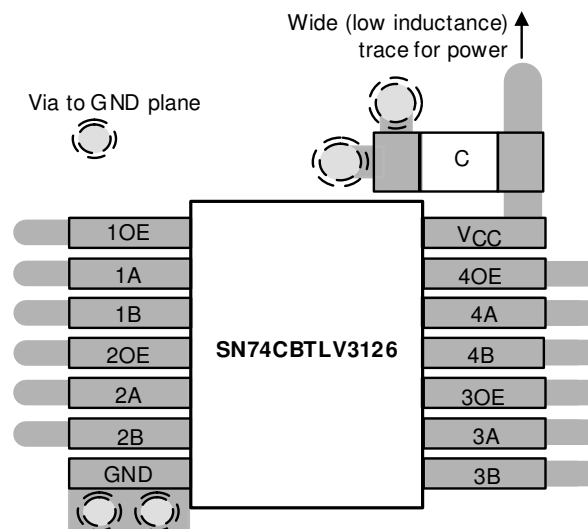 Wide (low inductance)
trace for power
Via to GND plane
C
1OE
1A
1B
2OE
2A
2B
GND
SN74CBTLV3126
VCC
4OE
4A
4B
3OE
3A
3B